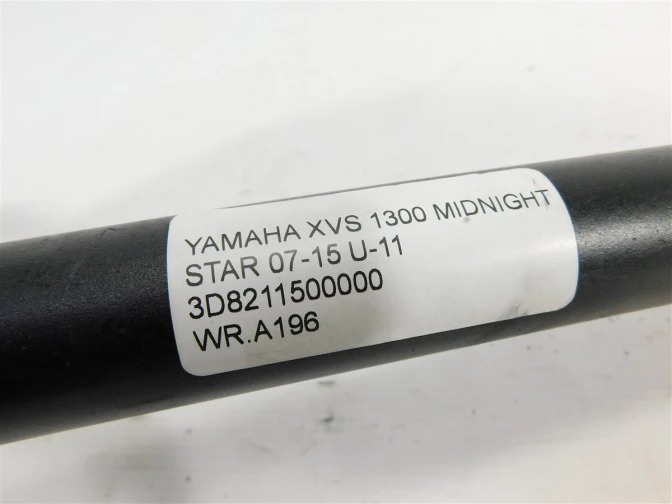 YAMAHA XVS 1300 MIDNIGHT
STAR 07-15 U-11
3D8211500000
WR.A196